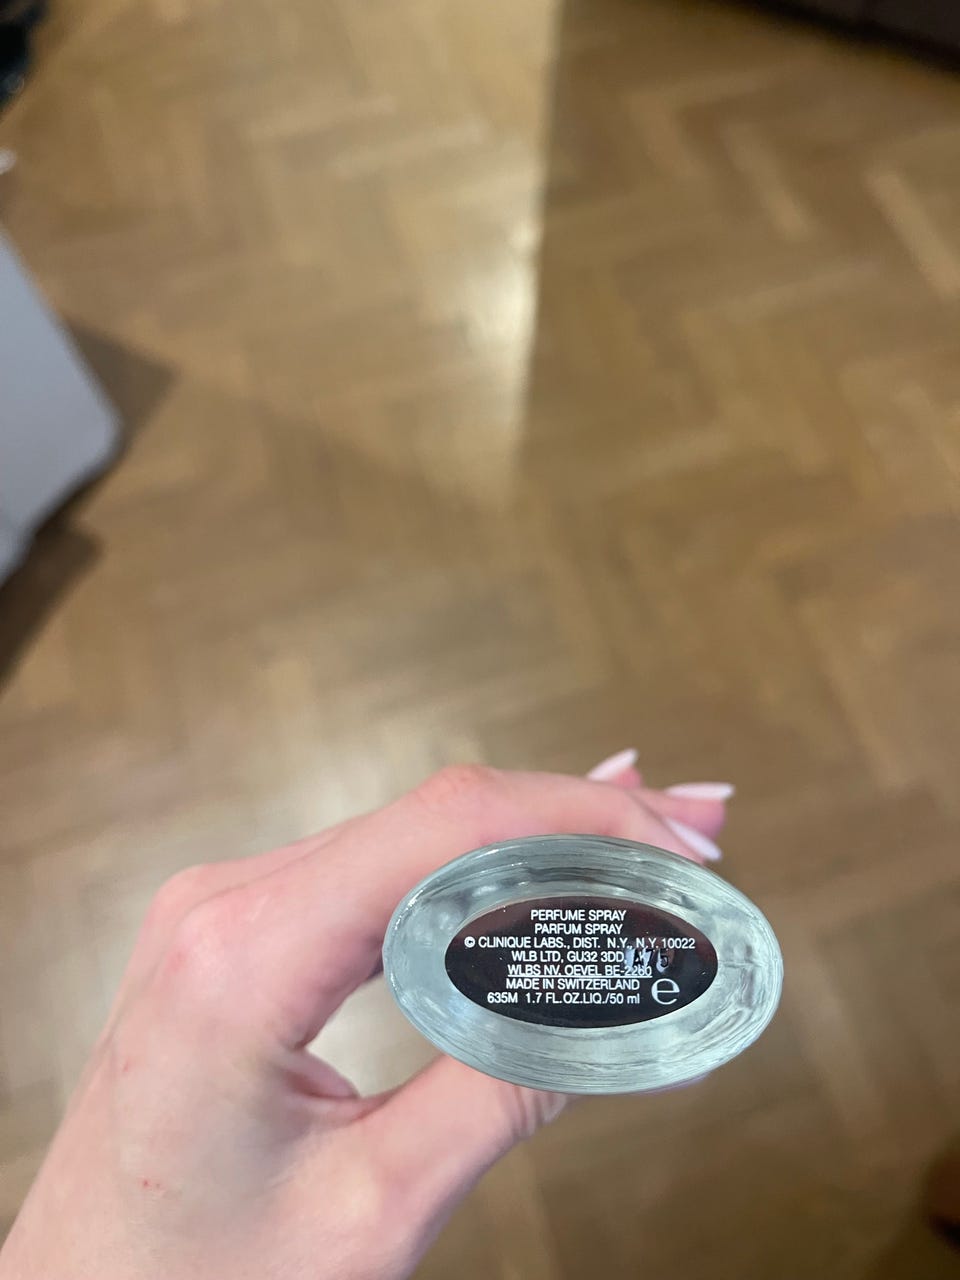 PERFUME SPRAY
PARFUM SPRAY
© CLINIQUE LABS., DIST. N.Y., N.Y. 10022
WLB LTD, GU32 3DD,
WLBS NV, OEVEL BE-2260
MADE IN SWITZERLAND
635M 1.7 FL.OZ.LIQ./50 ml e